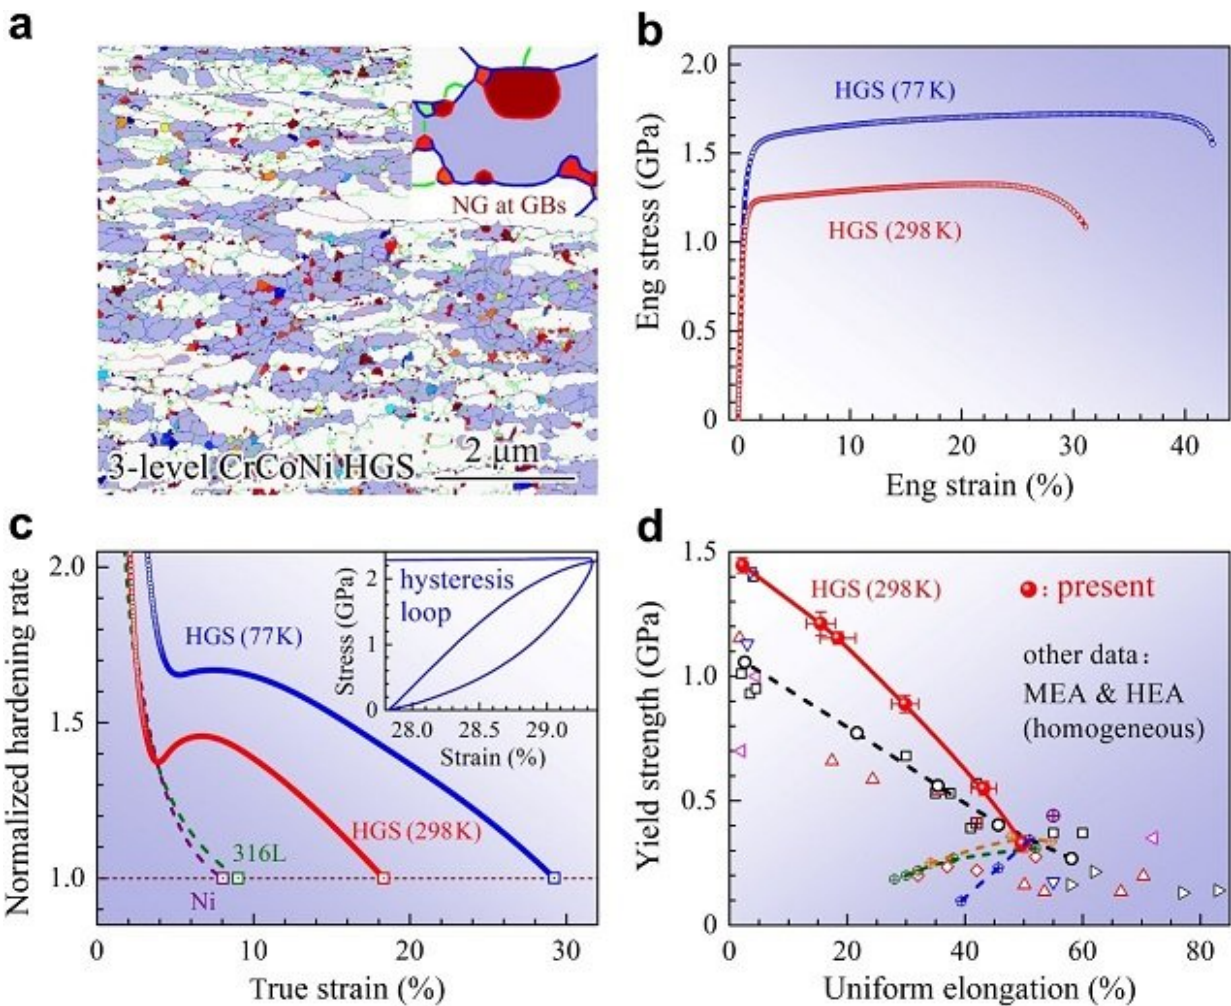 a
NG at GBs
3-level CrCoNi HGS
2 μm
b
Eng stress (GPa)
2.0
1.5
1.0
0.5
0
HGS (77 K)
HGS (298 K)
0 10 20 30 40
Eng strain (%)
c
Normalized hardening rate
2.0
1.5
1.0
HGS (77 K)
HGS (298 K)
316L
Ni
hysteresis
loop
Stress (GPa)
2
0
28.0 28.5 29.0
Strain (%)
0 10 20 30
True strain (%)
d
Yield strength (GPa)
1.5
1.0
0.5
0
HGS (298 K)
: present
other data :
MEA & HEA
(homogeneous)
0 20 40 60 80
Uniform elongation (%)